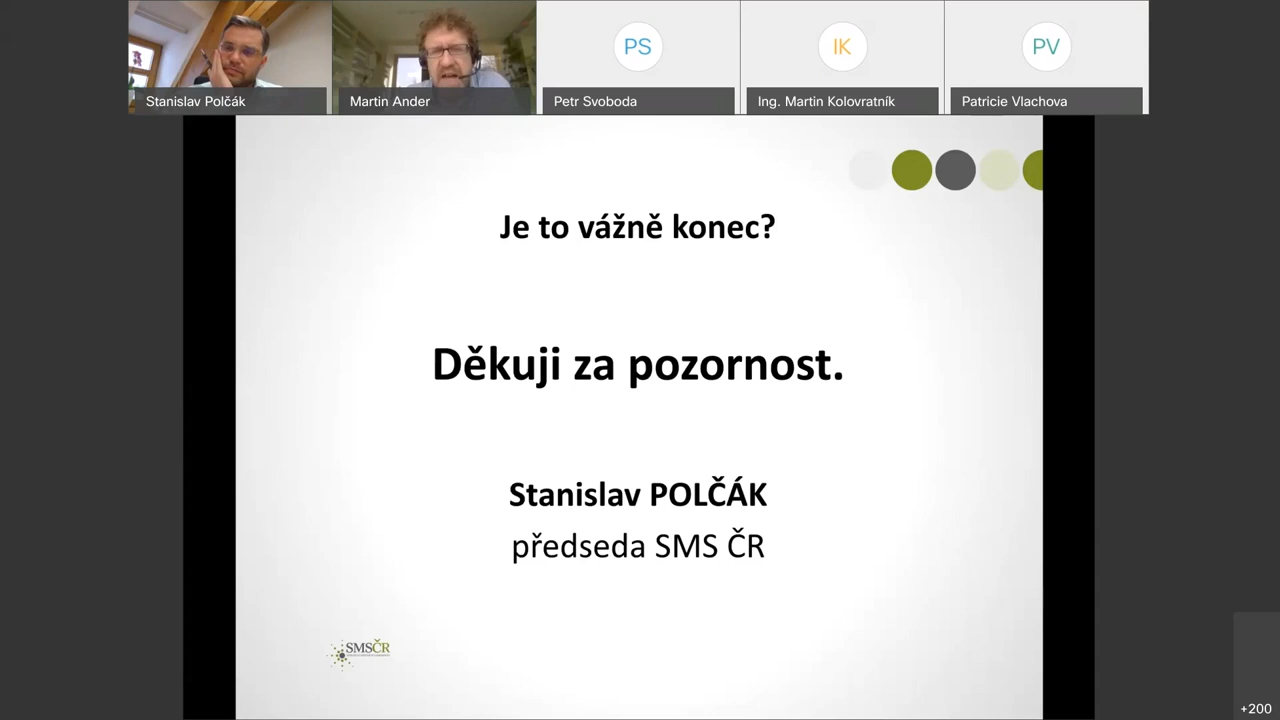 Stanislav Polčák
Martin Ander
PS
Petr Svoboda
IK
Ing. Martin Kolovratník
PV
Patricie Vlachova
Je to vážně konec?
Děkuji za pozornost.
Stanislav POLČÁK
předseda SMS ČR
SMSČR
+200